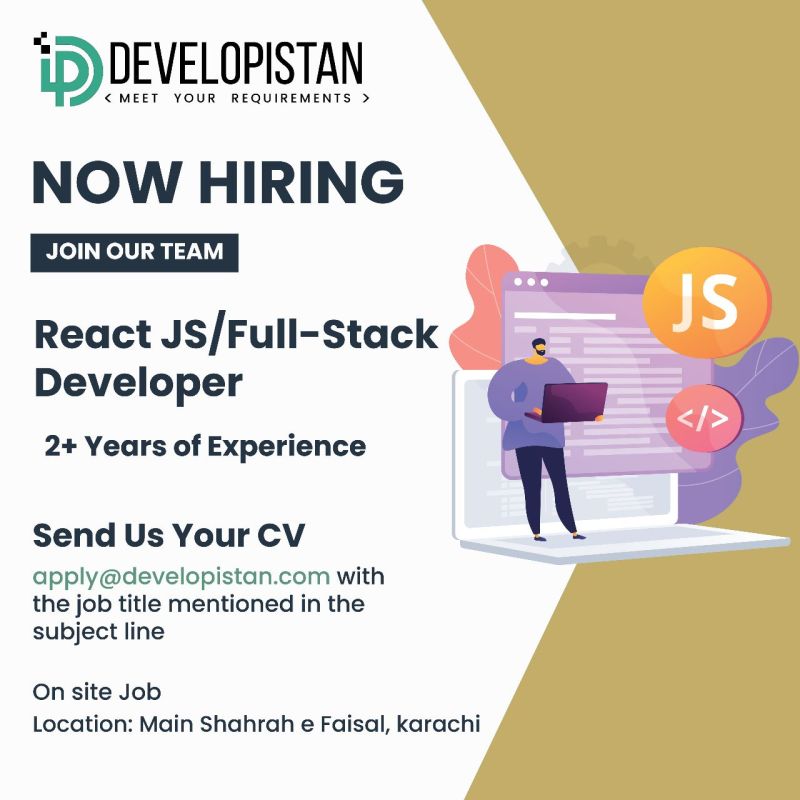 DEVELOPISTAN
< MEET YOUR REQUIREMENTS >
NOW HIRING
JOIN OUR TEAM
React JS/Full-Stack
Developer
2+ Years of Experience
JS
</>
Send Us Your CV
apply@developistan.com with
the job title mentioned in the
subject line
On site Job
Location: Main Shahrah e Faisal, karachi